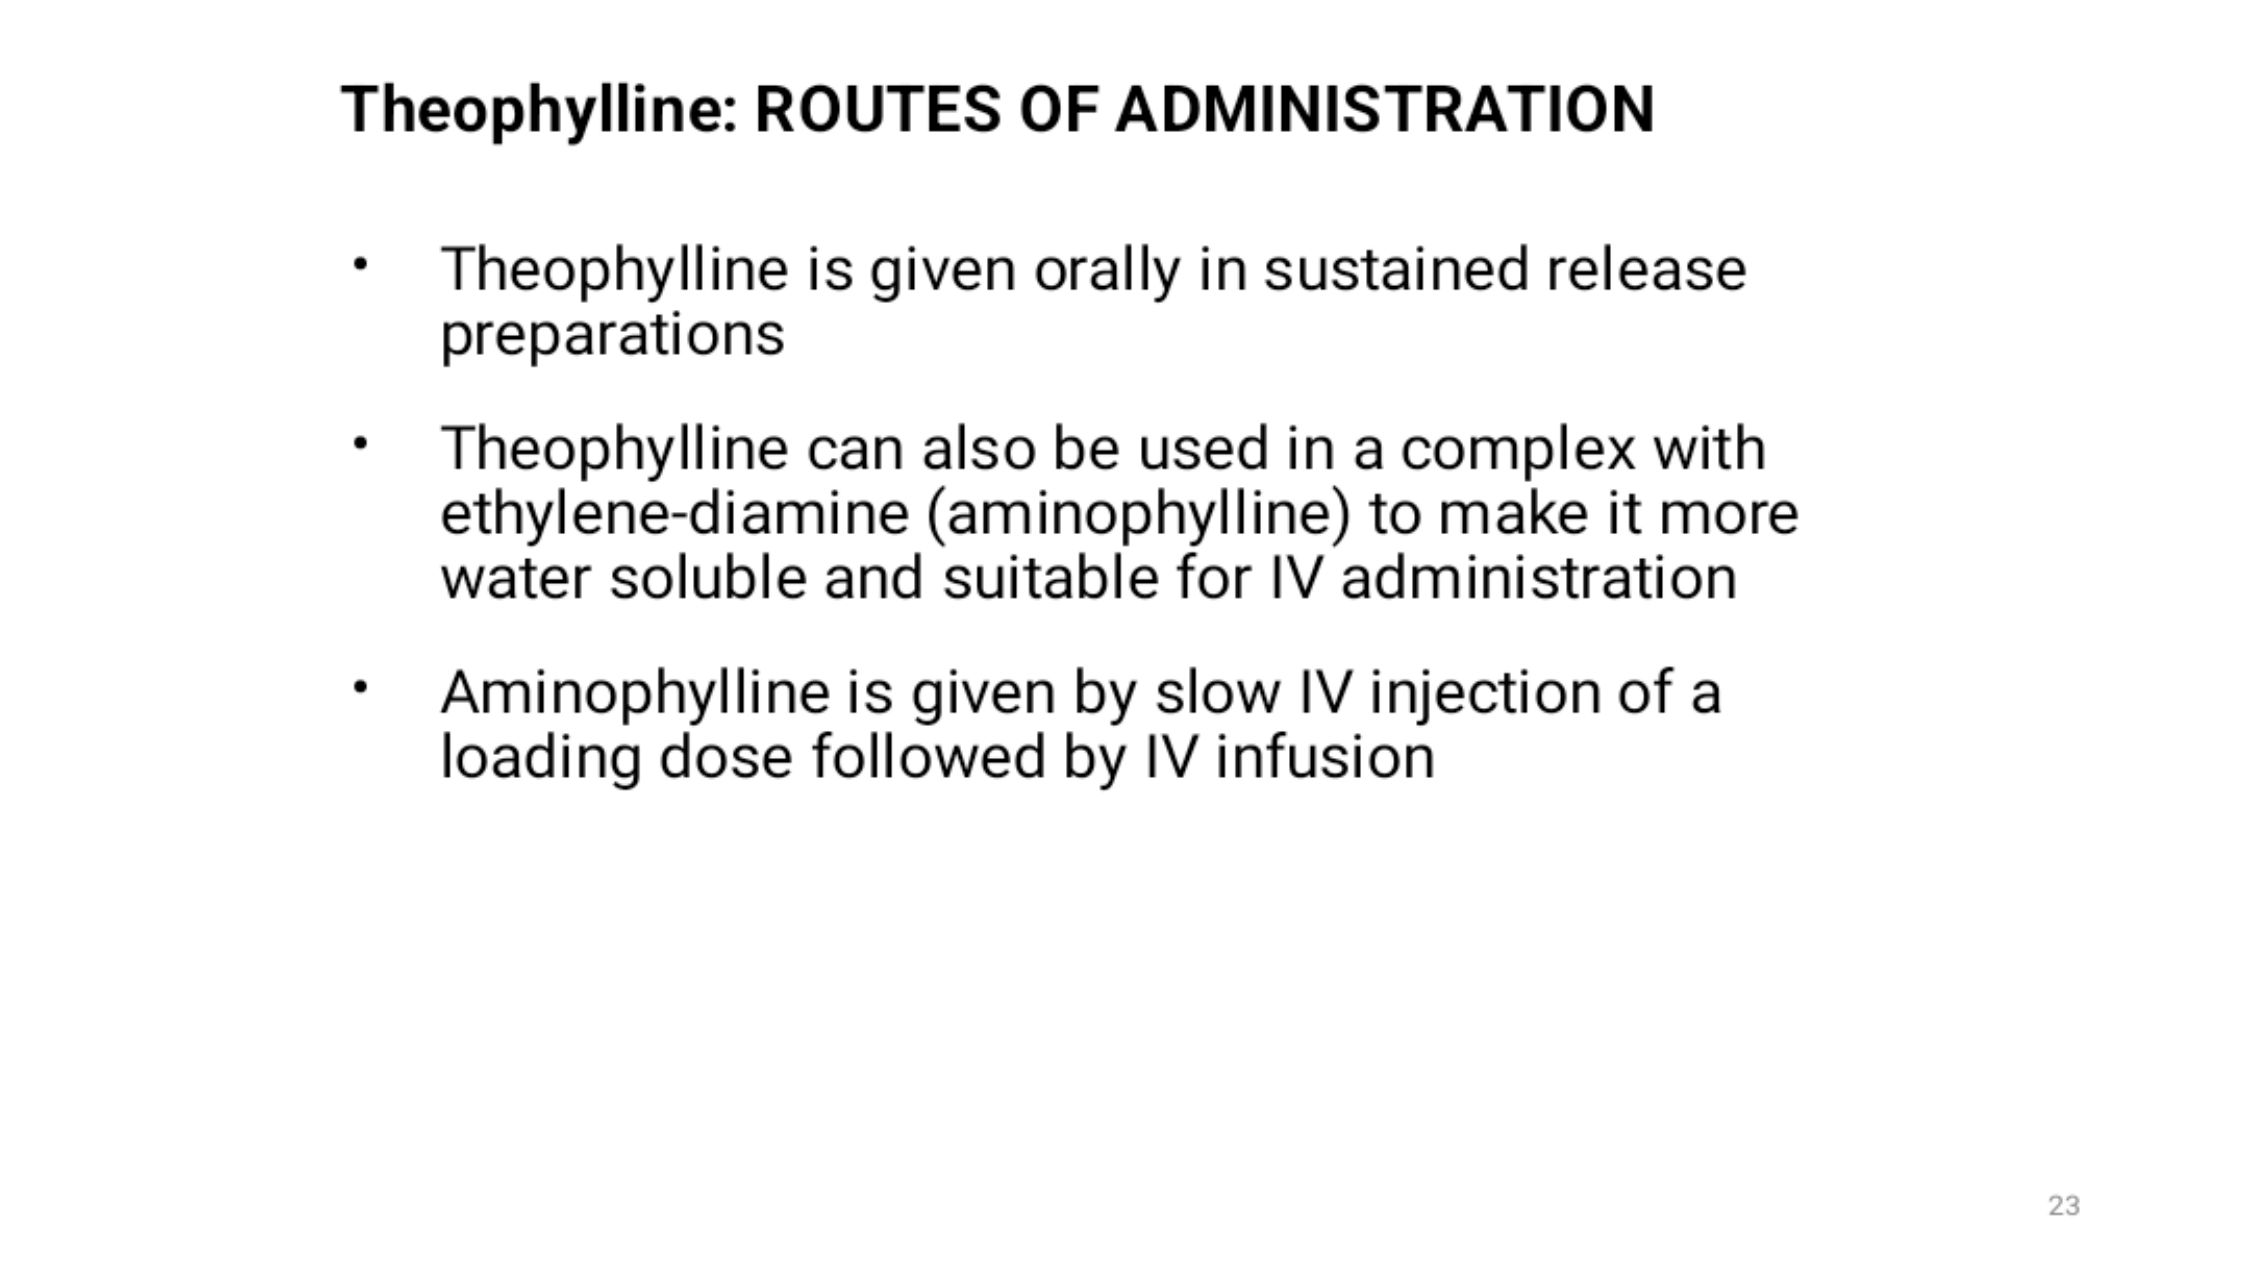 Theophylline: ROUTES OF ADMINISTRATION
• Theophylline is given orally in sustained release
preparations
• Theophylline can also be used in a complex with
ethylene-diamine (aminophylline) to make it more
water soluble and suitable for IV administration
• Aminophylline is given by slow IV injection of a
loading dose followed by IV infusion
23